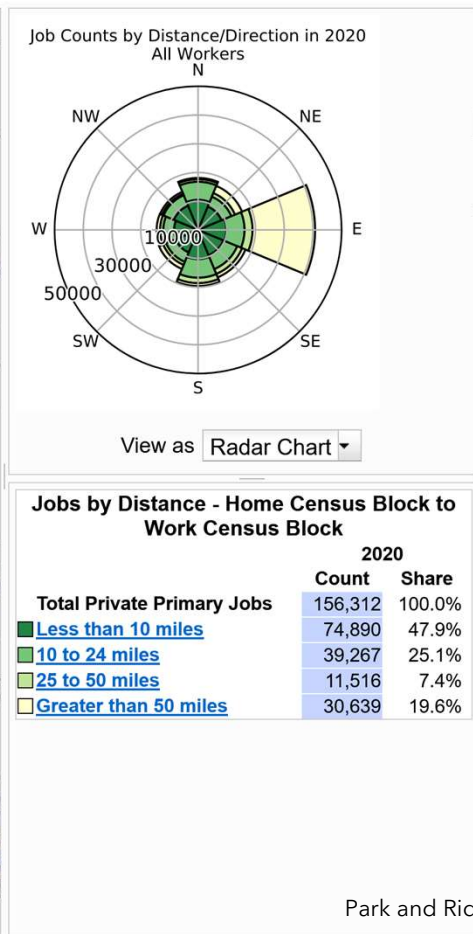 Job Counts by Distance/Direction in 2020
All Workers
N
NW
NE
W
10000
E
30000
50000
SW
SE
S
View as Radar Chart
Jobs by Distance - Home Census Block to
Work Census Block
2020
Count Share
Total Private Primary Jobs 156,312 100.0%
Less than 10 miles 74,890 47.9%
10 to 24 miles 39,267 25.1%
25 to 50 miles 11,516 7.4%
Greater than 50 miles 30,639 19.6%
Park and Ric